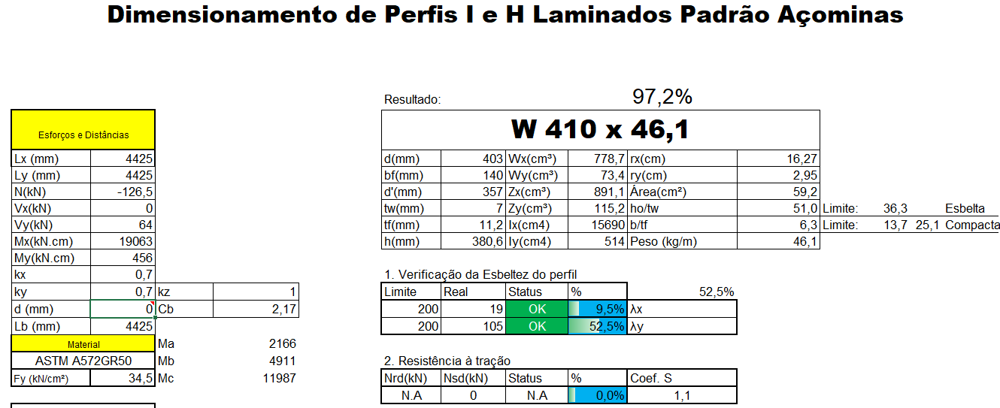 Dimensionamento de Perfis I e H Laminados Padrão Açominas
Resultado: 97,2%
Esforços e Distâncias W 410 x 46,1
Lx (mm) 4425 d(mm) 403 Wx(cm³) 778,7 rx(cm) 16,27
Ly (mm) 4425 bf(mm) 140 Wy(cm³) 73,4 ry(cm) 2,95
N(kN) -126,5 d'(mm) 357 Zx(cm³) 891,1 Área(cm²) 59,2
Vx(kN) 0 tw(mm) 7 Zy(cm³) 115,2 ho/tw 51,0 Limite: 36,3 Esbelta
Vy(kN) 64 tf(mm) 11,2 Ix(cm4) 15690 b/tf 6,3 Limite: 13,7 25,1 Compacta
Mx(kN.cm) 19063 h(mm) 380,6 Iy(cm4) 514 Peso (kg/m) 46,1
My(kN.cm) 456
kx 0,7 1. Verificação da Esbeltez do perfil
ky 0,7 kz 1 Limite Real Status % 52,5%
d (mm) 0 Cb 2,17 200 19 OK 9,5% λx
Lb (mm) 4425 200 105 OK 52,5% λy
Material Ma 2166
ASTM A572GR50 Mb 4911 2. Resistência à tração
Fy (kN/cm²) 34,5 Mc 11987 Nrd(kN) Nsd(kN) Status % Coef. S
N.A 0 N.A 0,0% 1,1